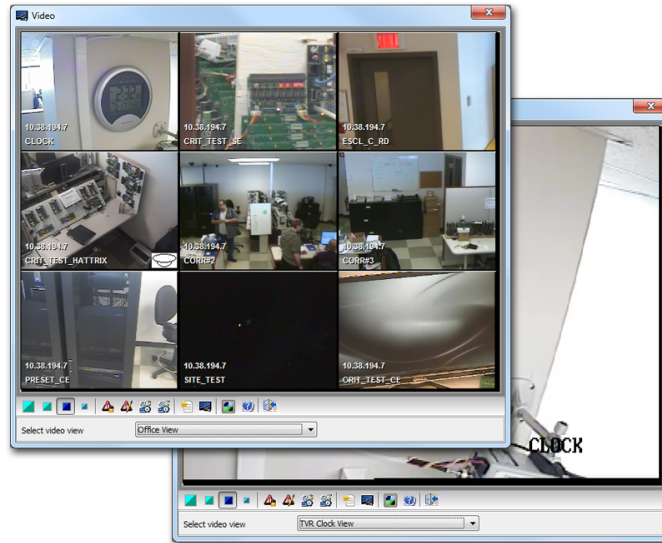 Video
10.38.194.7
CLOCK
10.38.194.7
CRIT_TEST_SE
10.38.194.7
ESCL_C_RD
10.38.194.7
CRIT_TEST_HATTRIX
10.38.194.7
CORR#2
10.38.194.7
CORR#3
10.38.194.7
PRESET_CE
10.38.194.7
SITE_TEST
10.38.194.7
CRIT_TEST_CE
Select video view
Office View
CLOCK
Select video view
TVR Clock View